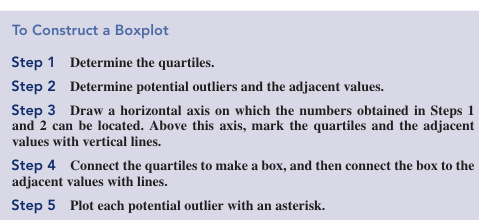 To Construct a Boxplot
Step 1 Determine the quartiles.
Step 2 Determine potential outliers and the adjacent values.
Step 3 Draw a horizontal axis on which the numbers obtained in Steps 1
and 2 can be located. Above this axis, mark the quartiles and the adjacent
values with vertical lines.
Step 4 Connect the quartiles to make a box, and then connect the box to the
adjacent values with lines.
Step 5 Plot each potential outlier with an asterisk.